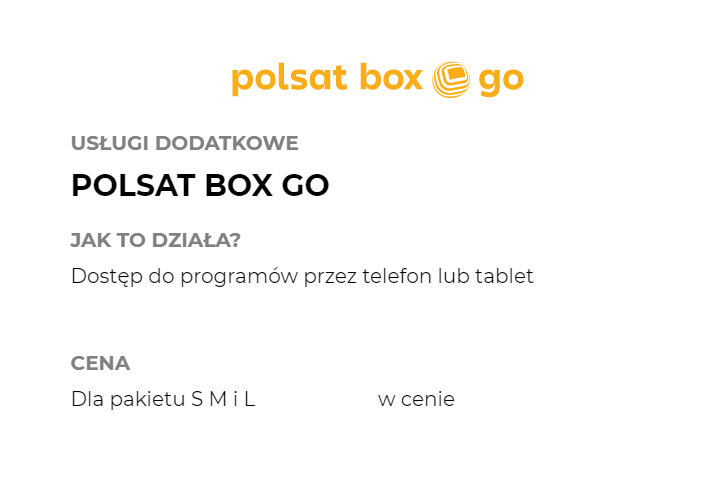 polsat box go
USŁUGI DODATKOWE
POLSAT BOX GO
JAK TO DZIAŁA?
Dostęp do programów przez telefon lub tablet
CENA
Dla pakietu S M i L w cenie